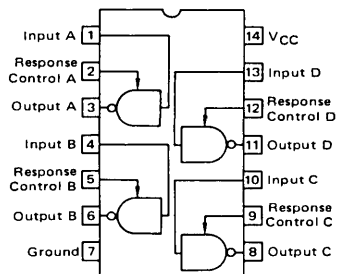 Input A 1
Response
Control A 2
Output A 3
Input B 4
Response
Control B 5
Output B 6
Ground 7
14 VCC
13 Input D
12 Response
Control D
11 Output D
10 Input C
9 Response
Control C
8 Output C